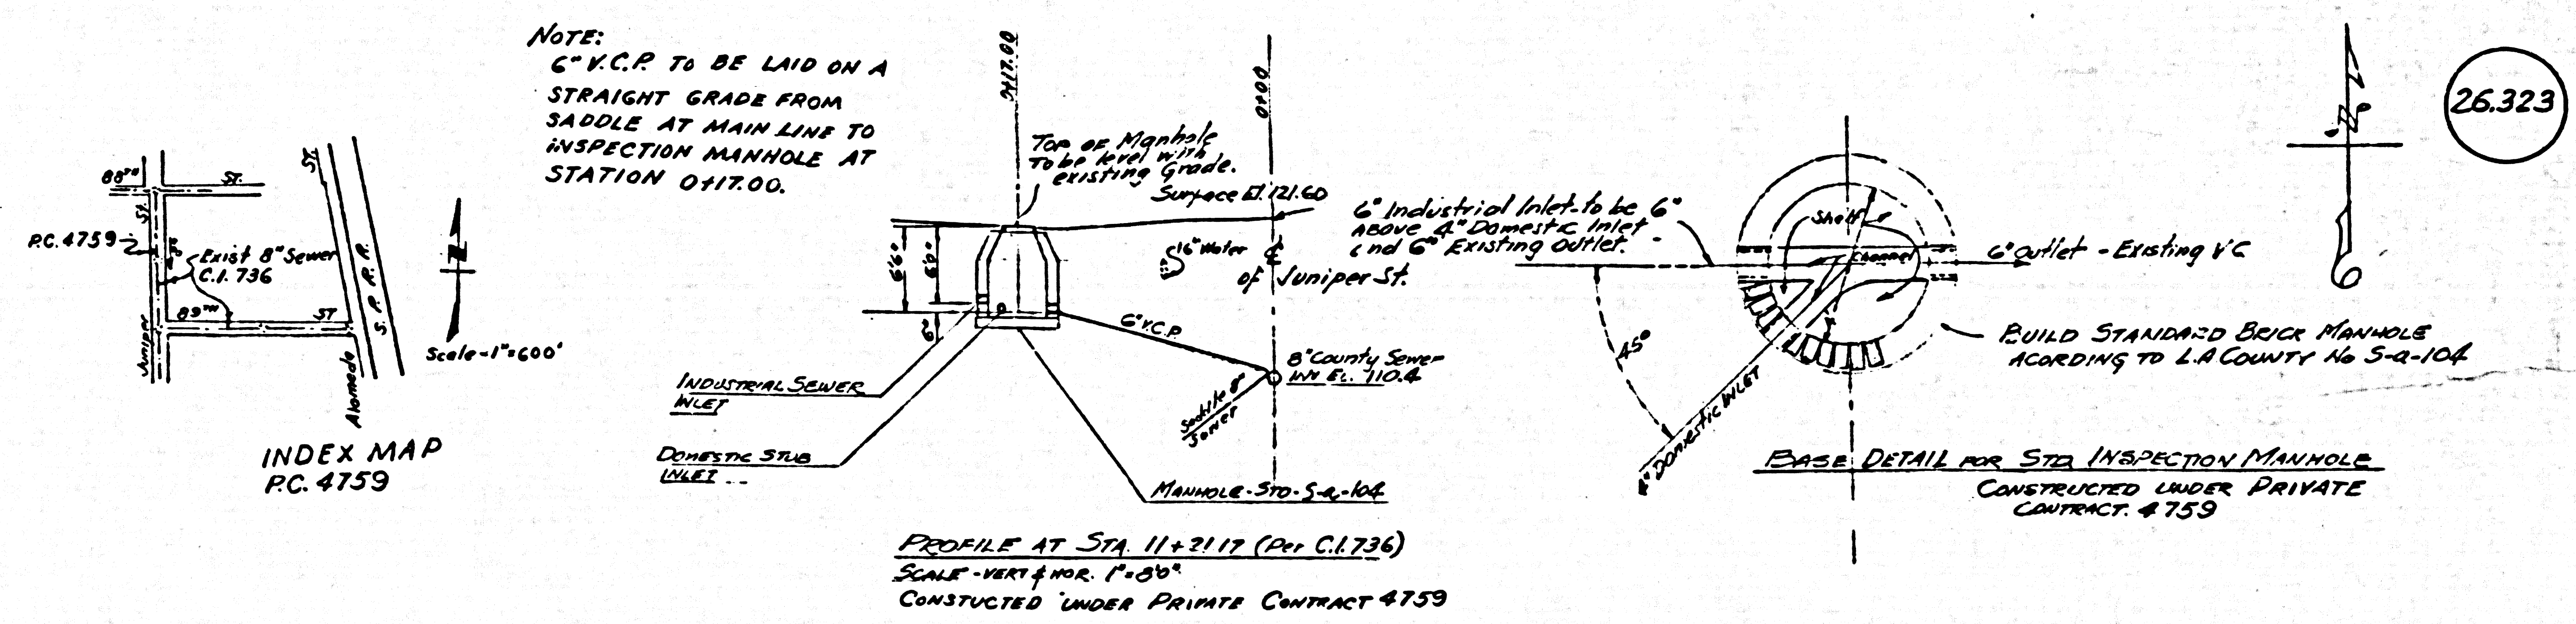 NOTE:
6" V.C.P. TO BE LAID ON A
STRAIGHT GRADE FROM
SADDLE AT MAIN LINE TO
INSPECTION MANHOLE AT
STATION 0+17.00.
88TH ST.
ST.
ST.
P.C. 4759
Exist 8" Sewer
C.I. 736
89TH ST
Juniper
Alameda
S. P. R. R.
N
Scale-1"=600'
INDEX MAP
P.C. 4759
0+17.00
0+00
Top of Manhole
To be level with
existing Grade.
Surface El. 121.60
6'6"
6'0"
6"
16" Water
℄
of Juniper St.
6" V.C.P.
8" County Sewer
INV EL. 110.4
8"
Sewer
INDUSTRIAL SEWER
INLET
DOMESTIC STUB
INLET
MANHOLE-STD-S-a-104
PROFILE AT STA. 11+21.17 (Per C.I. 736)
SCALE-VERT & HOR. 1"=8'0"
CONSTUCTED UNDER PRIVATE CONTRACT 4759
6" Industrial Inlet-to be 6"
ABOVE 4" Domestic Inlet
and 6" Existing Outlet.
Shelf
Channel
6" Outlet - Existing VC
45°
4" DOMESTIC INLET
BUILD STANDARD BRICK MANHOLE
ACORDING TO L.A COUNTY No S-a-104
BASE DETAIL FOR STD INSPECTION MANHOLE
CONSTRUCTED UNDER PRIVATE
CONTRACT. 4759
N
26.323